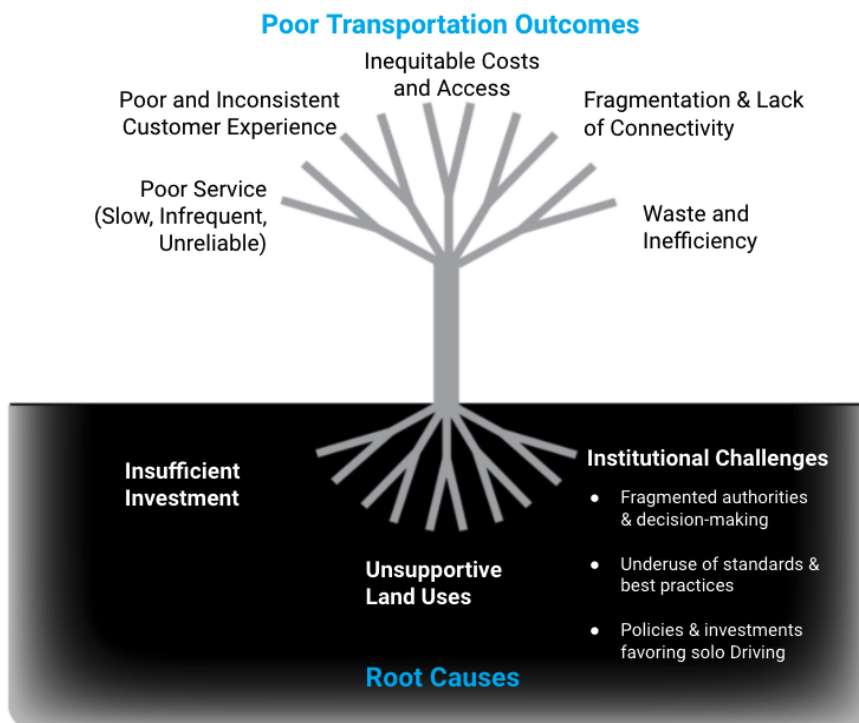 Poor Transportation Outcomes
Inequitable Costs
and Access
Poor and Inconsistent
Customer Experience
Fragmentation & Lack
of Connectivity
Poor Service
(Slow, Infrequent,
Unreliable)
Waste and
Inefficiency
Insufficient
Investment
Unsupportive
Land Uses
Institutional Challenges
● Fragmented authorities
& decision-making
● Underuse of standards &
best practices
● Policies & investments
favoring solo Driving
Root Causes